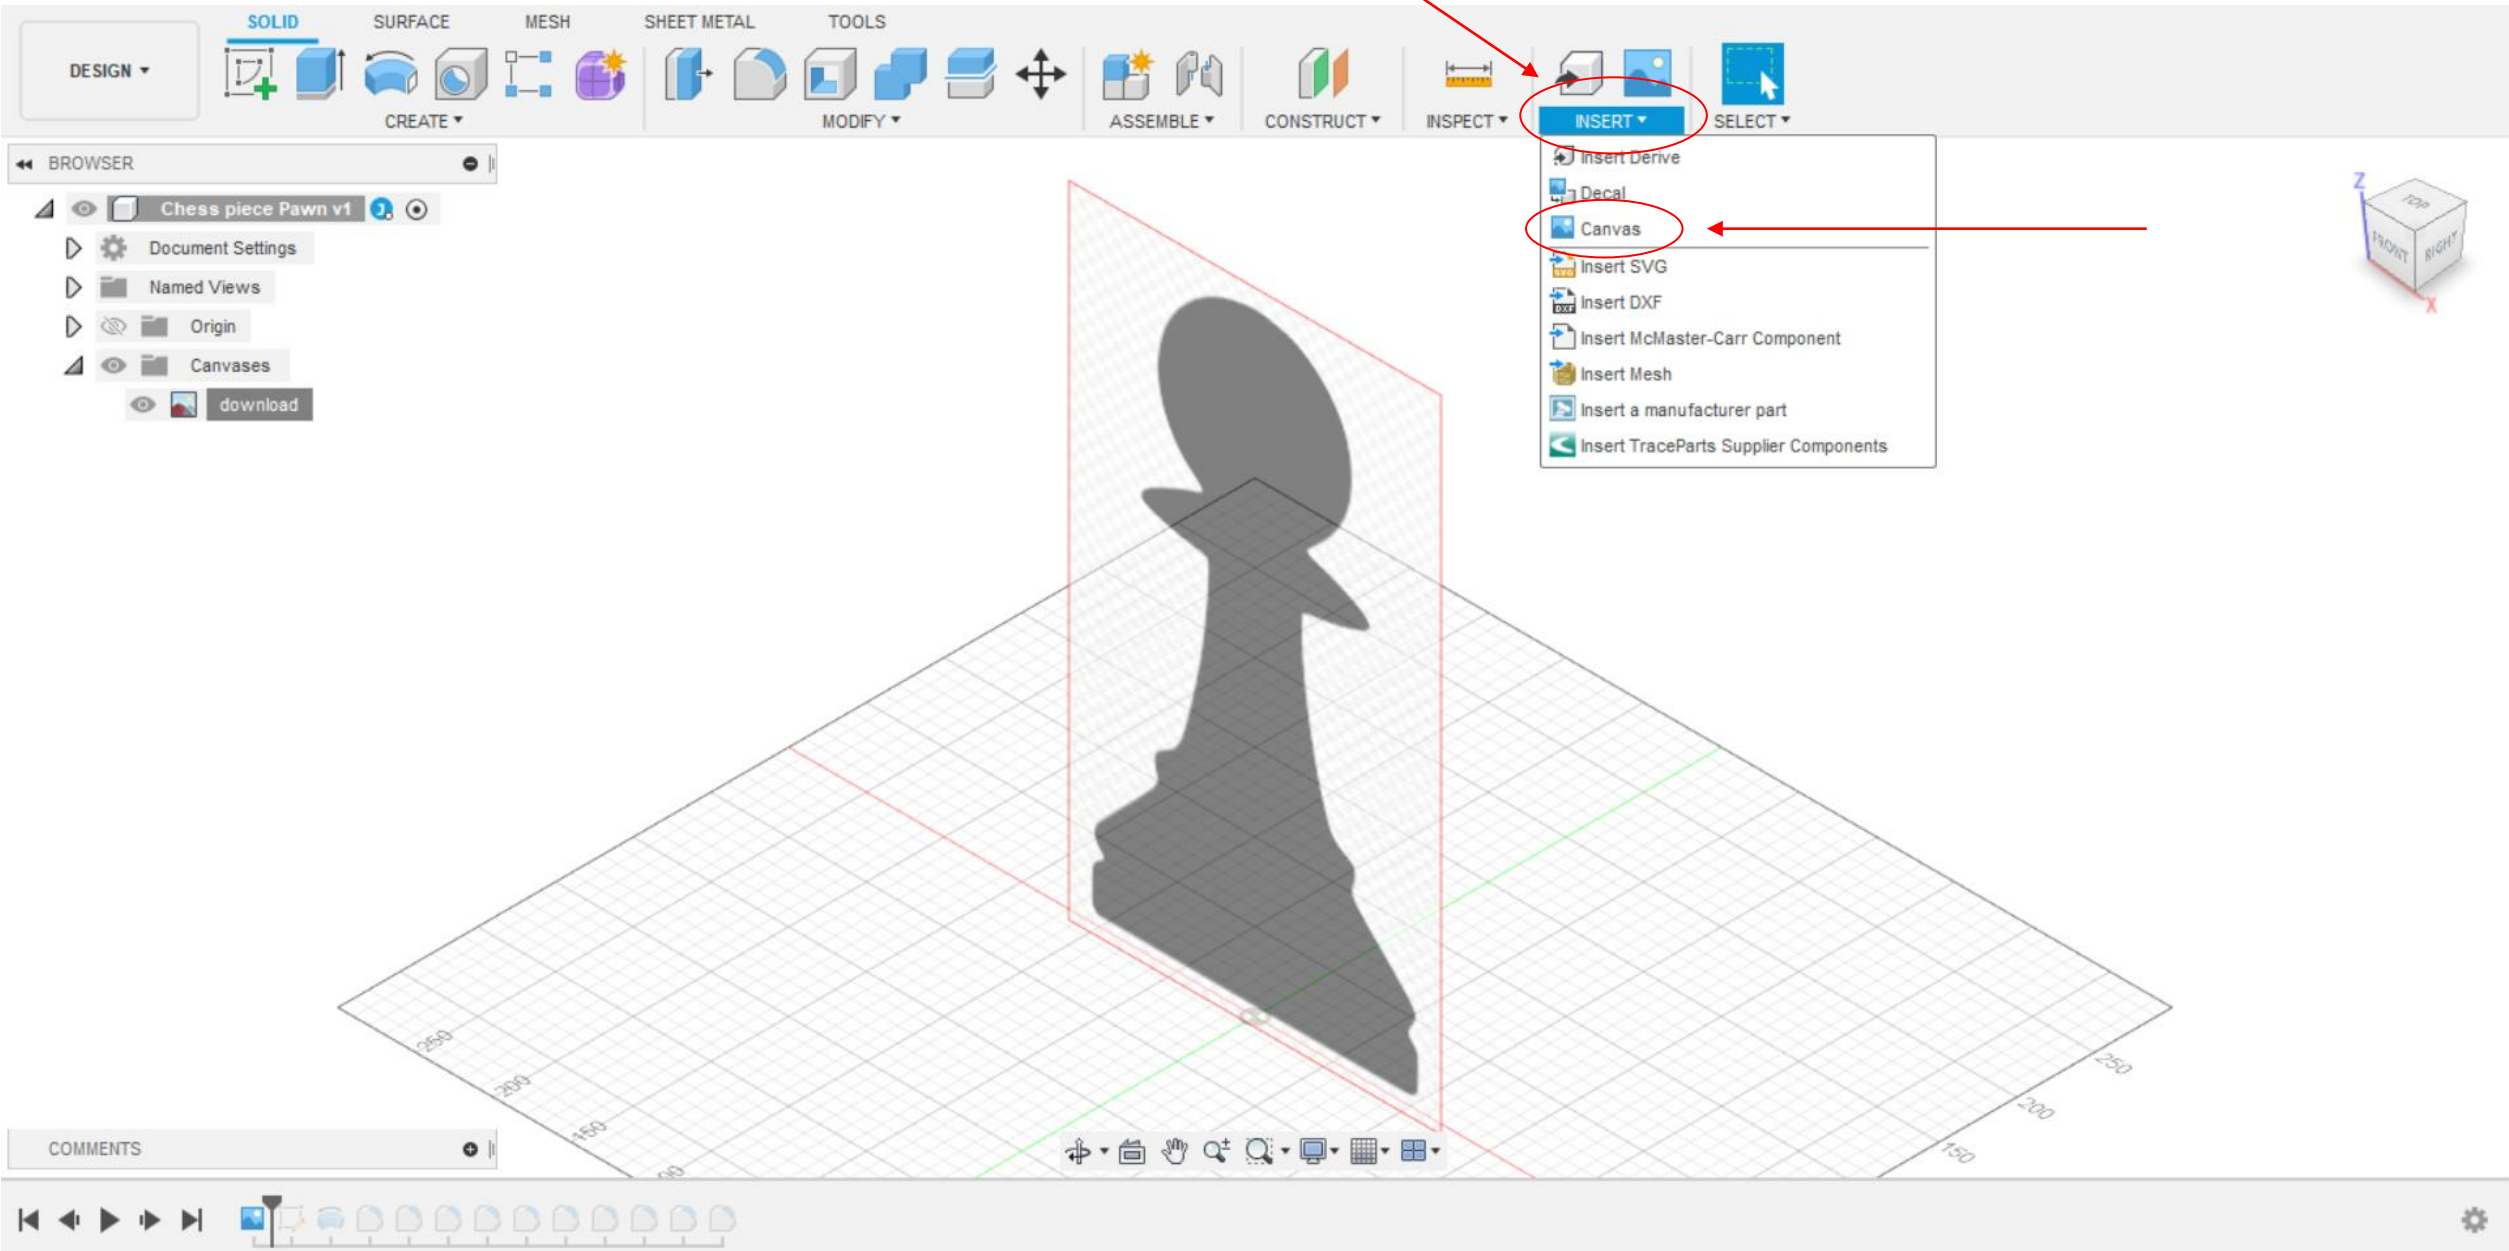 SOLID SURFACE MESH SHEET METAL TOOLS
DESIGN
CREATE MODIFY ASSEMBLE CONSTRUCT INSPECT INSERT SELECT
BROWSER
Chess piece Pawn v1
Document Settings
Named Views
Origin
Canvases
download
Insert Derive
Decal
Canvas
Insert SVG
Insert DXF
Insert McMaster-Carr Component
Insert Mesh
Insert a manufacturer part
Insert TraceParts Supplier Components
Z
TOP
FRONT RIGHT
X
250
200
150
250
200
150
COMMENTS